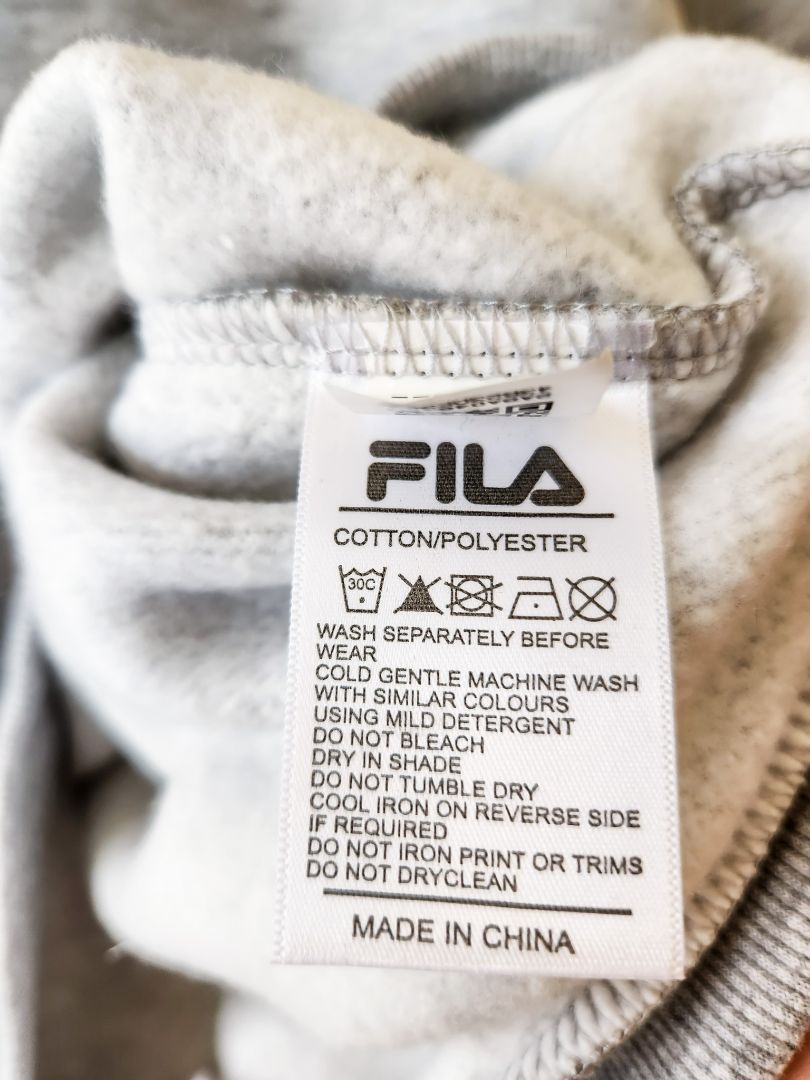 FILA
COTTON/POLYESTER
30C
WASH SEPARATELY BEFORE
WEAR
COLD GENTLE MACHINE WASH
WITH SIMILAR COLOURS
USING MILD DETERGENT
DO NOT BLEACH
DRY IN SHADE
DO NOT TUMBLE DRY
COOL IRON ON REVERSE SIDE
IF REQUIRED
DO NOT IRON PRINT OR TRIMS
DO NOT DRYCLEAN
MADE IN CHINA